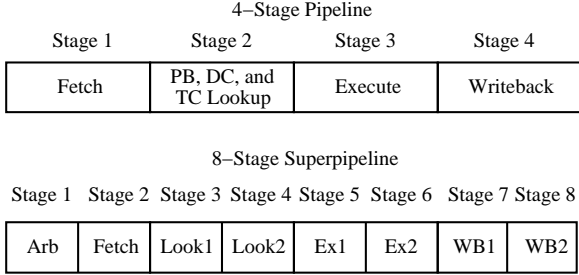 4–Stage Pipeline
Stage 1 Stage 2 Stage 3 Stage 4
Fetch PB, DC, and TC Lookup Execute Writeback
8–Stage Superpipeline
Stage 1 Stage 2 Stage 3 Stage 4 Stage 5 Stage 6 Stage 7 Stage 8
Arb Fetch Look1 Look2 Ex1 Ex2 WB1 WB2